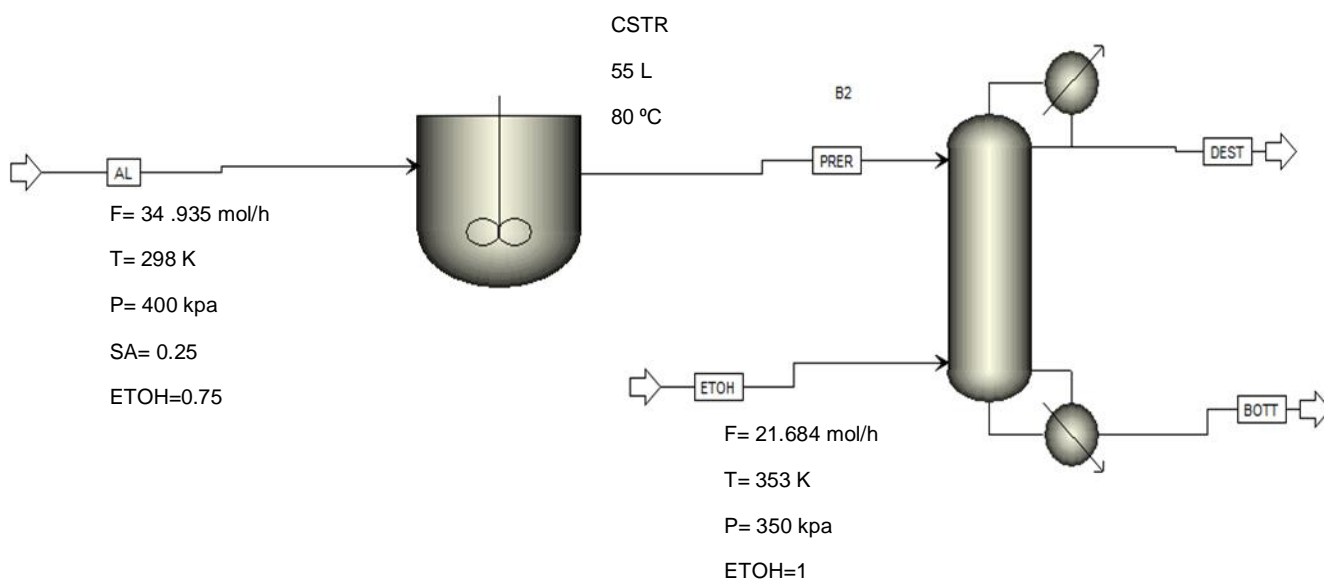 CSTR
55 L
80 ºC
B2
AL
PRER
DEST
F= 34 .935 mol/h
T= 298 K
P= 400 kpa
SA= 0.25
ETOH=0.75
ETOH
BOTT
F= 21.684 mol/h
T= 353 K
P= 350 kpa
ETOH=1